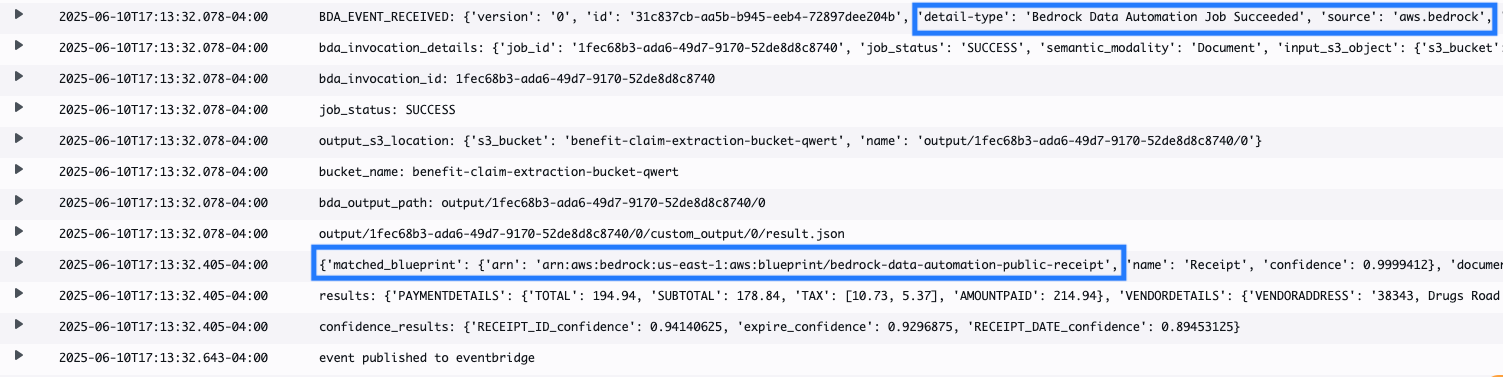 2025-06-10T17:13:32.078-04:00 BDA_EVENT_RECEIVED: {'version': '0', 'id': '31c837cb-aa5b-b945-eeb4-72897dee204b', 'detail-type': 'Bedrock Data Automation Job Succeeded', 'source': 'aws.bedrock',
2025-06-10T17:13:32.078-04:00 bda_invocation_details: {'job_id': '1fec68b3-ada6-49d7-9170-52de8d8c8740', 'job_status': 'SUCCESS', 'semantic_modality': 'Document', 'input_s3_object': {'s3_bucket'
2025-06-10T17:13:32.078-04:00 bda_invocation_id: 1fec68b3-ada6-49d7-9170-52de8d8c8740
2025-06-10T17:13:32.078-04:00 job_status: SUCCESS
2025-06-10T17:13:32.078-04:00 output_s3_location: {'s3_bucket': 'benefit-claim-extraction-bucket-qwert', 'name': 'output/1fec68b3-ada6-49d7-9170-52de8d8c8740/0'}
2025-06-10T17:13:32.078-04:00 bucket_name: benefit-claim-extraction-bucket-qwert
2025-06-10T17:13:32.078-04:00 bda_output_path: output/1fec68b3-ada6-49d7-9170-52de8d8c8740/0
2025-06-10T17:13:32.078-04:00 output/1fec68b3-ada6-49d7-9170-52de8d8c8740/0/custom_output/0/result.json
2025-06-10T17:13:32.405-04:00 {'matched_blueprint': {'arn': 'arn:aws:bedrock:us-east-1:aws:blueprint/bedrock-data-automation-public-receipt', 'name': 'Receipt', 'confidence': 0.9999412}, 'docume
2025-06-10T17:13:32.405-04:00 results: {'PAYMENTDETAILS': {'TOTAL': 194.94, 'SUBTOTAL': 178.84, 'TAX': [10.73, 5.37], 'AMOUNTPAID': 214.94}, 'VENDORDETAILS': {'VENDORADDRESS': '38343, Drugs Road
2025-06-10T17:13:32.405-04:00 confidence_results: {'RECEIPT_ID_confidence': 0.94140625, 'expire_confidence': 0.9296875, 'RECEIPT_DATE_confidence': 0.89453125}
2025-06-10T17:13:32.643-04:00 event published to eventbridge